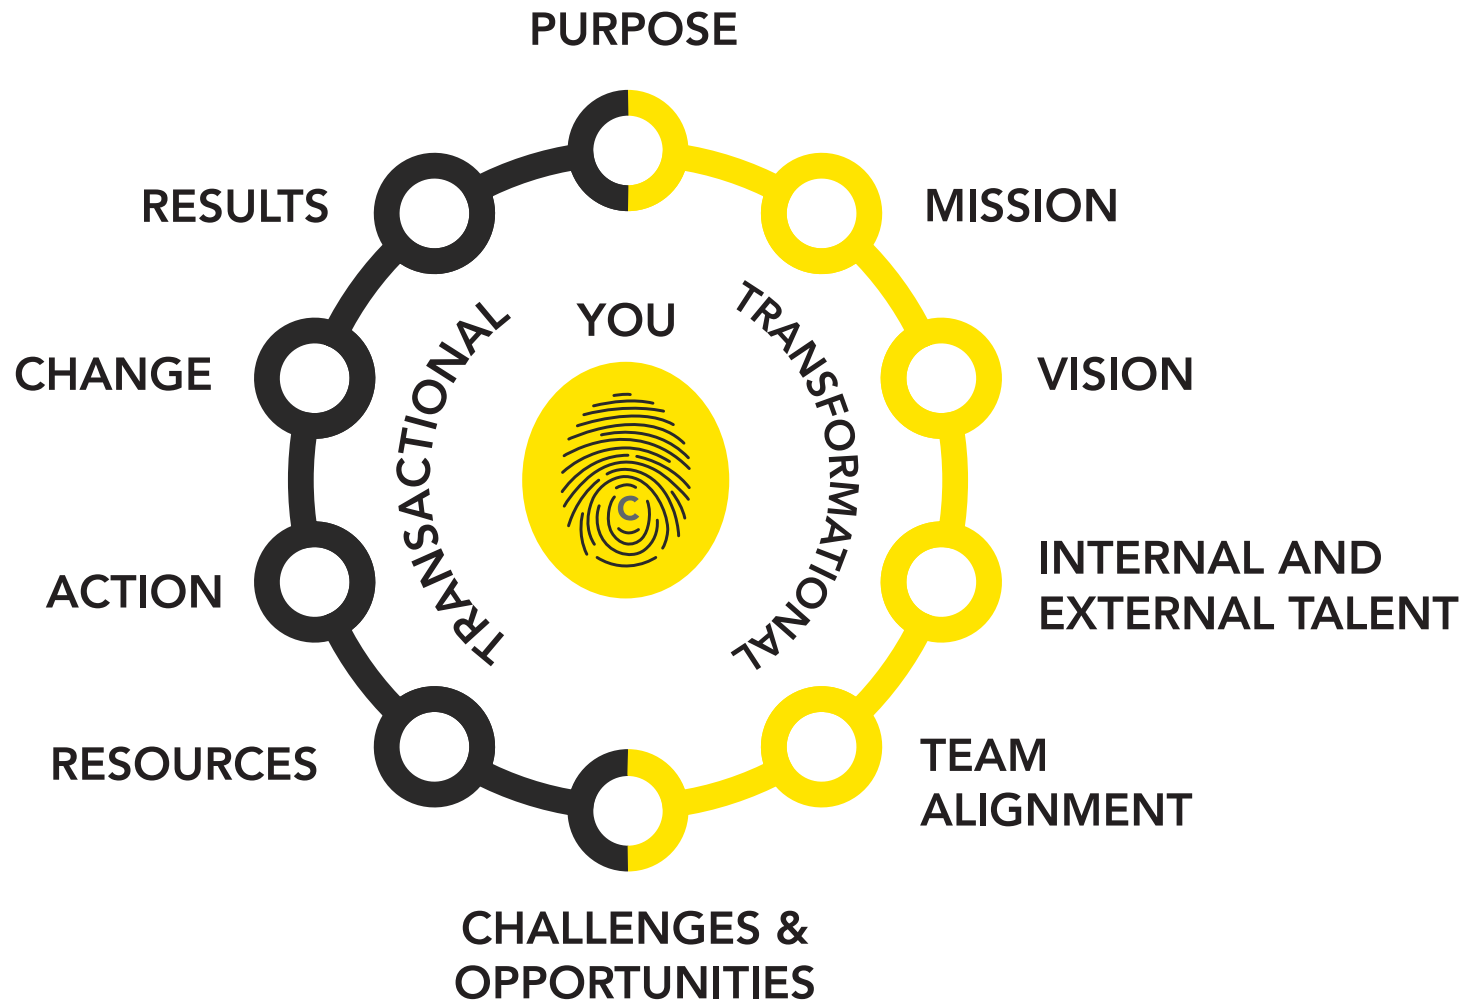 PURPOSE
MISSION
VISION
INTERNAL AND
EXTERNAL TALENT
TEAM
ALIGNMENT
CHALLENGES &
OPPORTUNITIES
RESOURCES
ACTION
CHANGE
RESULTS
TRANSACTIONAL
YOU
TRANSFORMATIONAL
C